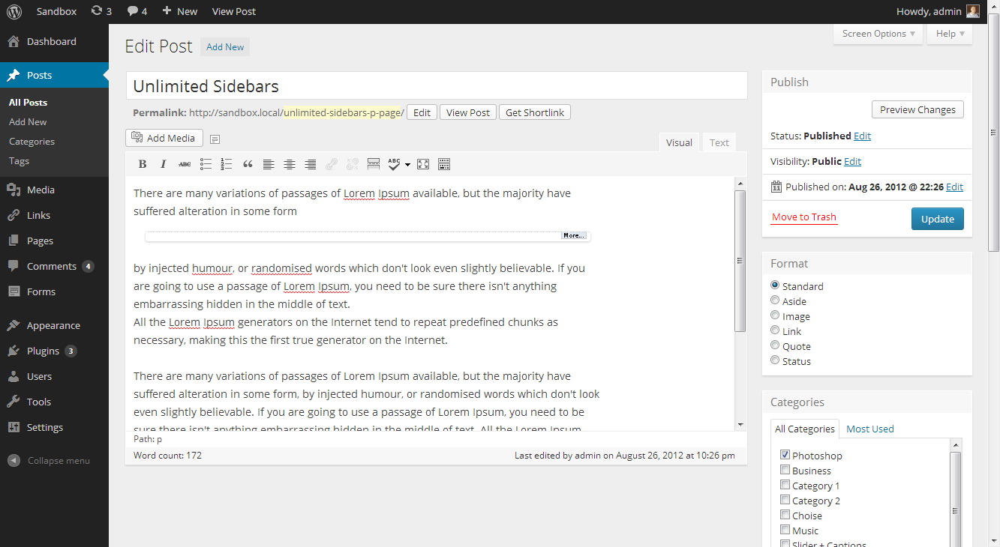 Sandbox 3 4 New View Post Howdy, admin
Dashboard
Posts
All Posts
Add New
Categories
Tags
Media
Links
Pages
Comments 4
Forms
Appearance
Plugins 3
Users
Tools
Settings
Collapse menu
Screen Options Help
Edit Post Add New
Unlimited Sidebars
Permalink: http://sandbox.local/unlimited-sidebars-p-page/ Edit View Post Get Shortlink
Add Media
Visual Text
B I ABC 1 2 3 “ ABC
There are many variations of passages of Lorem Ipsum available, but the majority have
suffered alteration in some form
More...
by injected humour, or randomised words which don't look even slightly believable. If you
are going to use a passage of Lorem Ipsum, you need to be sure there isn't anything
embarrassing hidden in the middle of text.
All the Lorem Ipsum generators on the Internet tend to repeat predefined chunks as
necessary, making this the first true generator on the Internet.
There are many variations of passages of Lorem Ipsum available, but the majority have
suffered alteration in some form, by injected humour, or randomised words which don't look
even slightly believable. If you are going to use a passage of Lorem Ipsum, you need to be
sure there isn't anything embarrassing hidden in the middle of text. All the Lorem Ipsum
Path: p
Word count: 172 Last edited by admin on August 26, 2012 at 10:26 pm
Publish
Preview Changes
Status: Published Edit
Visibility: Public Edit
11 Published on: Aug 26, 2012 @ 22:26 Edit
Move to Trash Update
Format
Standard
Aside
Image
Link
Quote
Status
Categories
All Categories Most Used
Photoshop
Business
Category 1
Category 2
Choise
Music
Slider + Captions